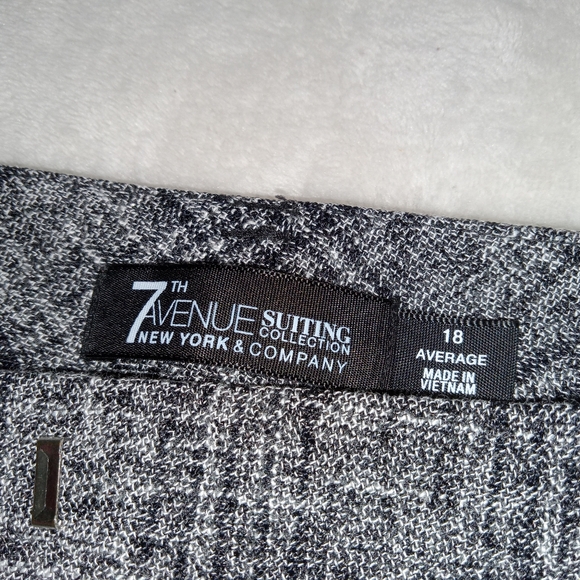 7TH
AVENUE SUITING
COLLECTION
NEW YORK & COMPANY
18
AVERAGE
MADE IN
VIETNAM